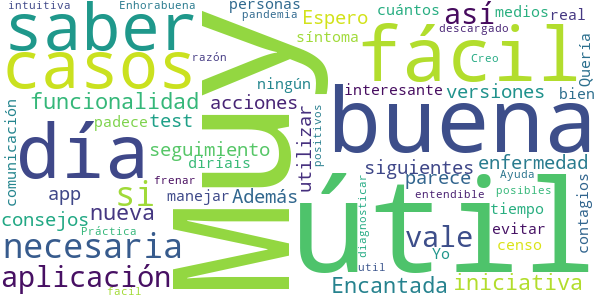 intuitiva Enhorabuena personas cuántos así medios real
pandemia Espero descargado Quería
saber síntoma fácil
casos razón Creo
Muy ningún interesante versiones bien
funcionalidad acciones buena
comunicación padece test utilizar positivos
día seguimiento siguientes enfermedad
diríais parece Ayuda
si frenar diagnosticar entendible posibles contagios
app manejar Además útil tiempo
consejos nueva vale evitar censo
Práctica Yo
necesaria util
aplicación Encantada iniciativa
facil